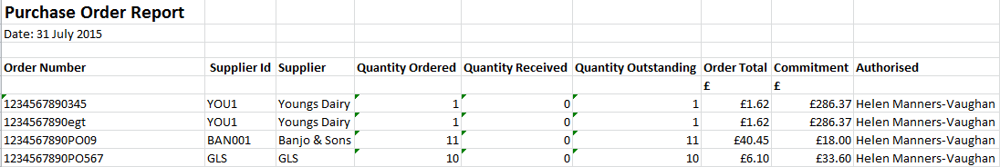 Purchase Order Report
Date: 31 July 2015
Order Number Supplier Id Supplier Quantity Ordered Quantity Received Quantity Outstanding Order Total Commitment Authorised
£ £
1234567890345 YOU1 Youngs Dairy 1 0 1 £1.62 £286.37 Helen Manners-Vaughan
1234567890egt YOU1 Youngs Dairy 1 0 1 £1.62 £286.37 Helen Manners-Vaughan
1234567890PO09 BAN001 Banjo & Sons 11 0 11 £40.45 £18.00 Helen Manners-Vaughan
1234567890PO567 GLS GLS 10 0 10 £6.10 £33.60 Helen Manners-Vaughan